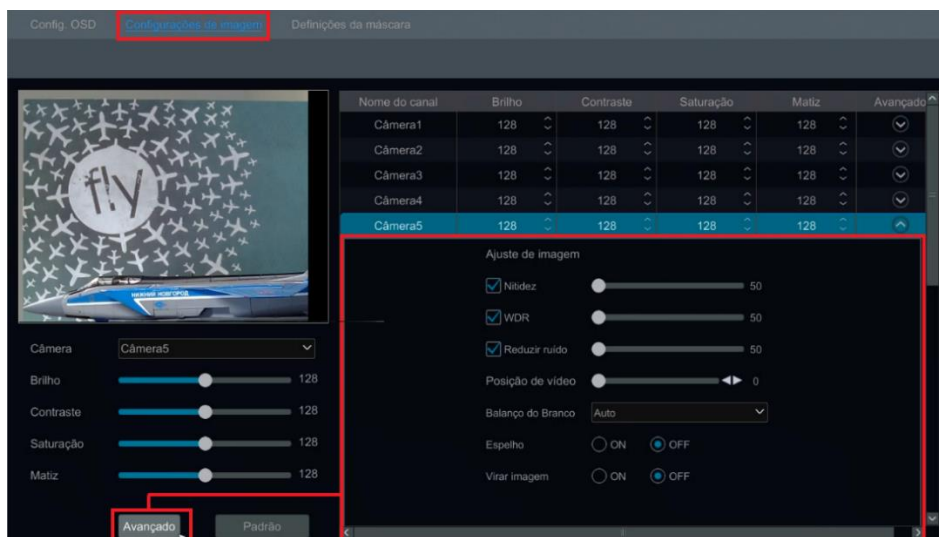 Config. OSD Configurações de imagem Definições da máscara
Nome do canal Brilho Contraste Saturação Matiz Avançado
Câmera1 128 128 128 128
Câmera2 128 128 128 128
Câmera3 128 128 128 128
Câmera4 128 128 128 128
Câmera5 128 128 128 128
fly
НИЖНИЙ НОВГОРОД
Câmera Câmera5
Brilho 128
Contraste 128
Saturação 128
Matiz 128
Avançado Padrão
Ajuste de imagem
Nitidez 50
WDR 50
Reduzir ruído 50
Posição de vídeo 0
Balanço do Branco Auto
Espelho ON OFF
Virar imagem ON OFF